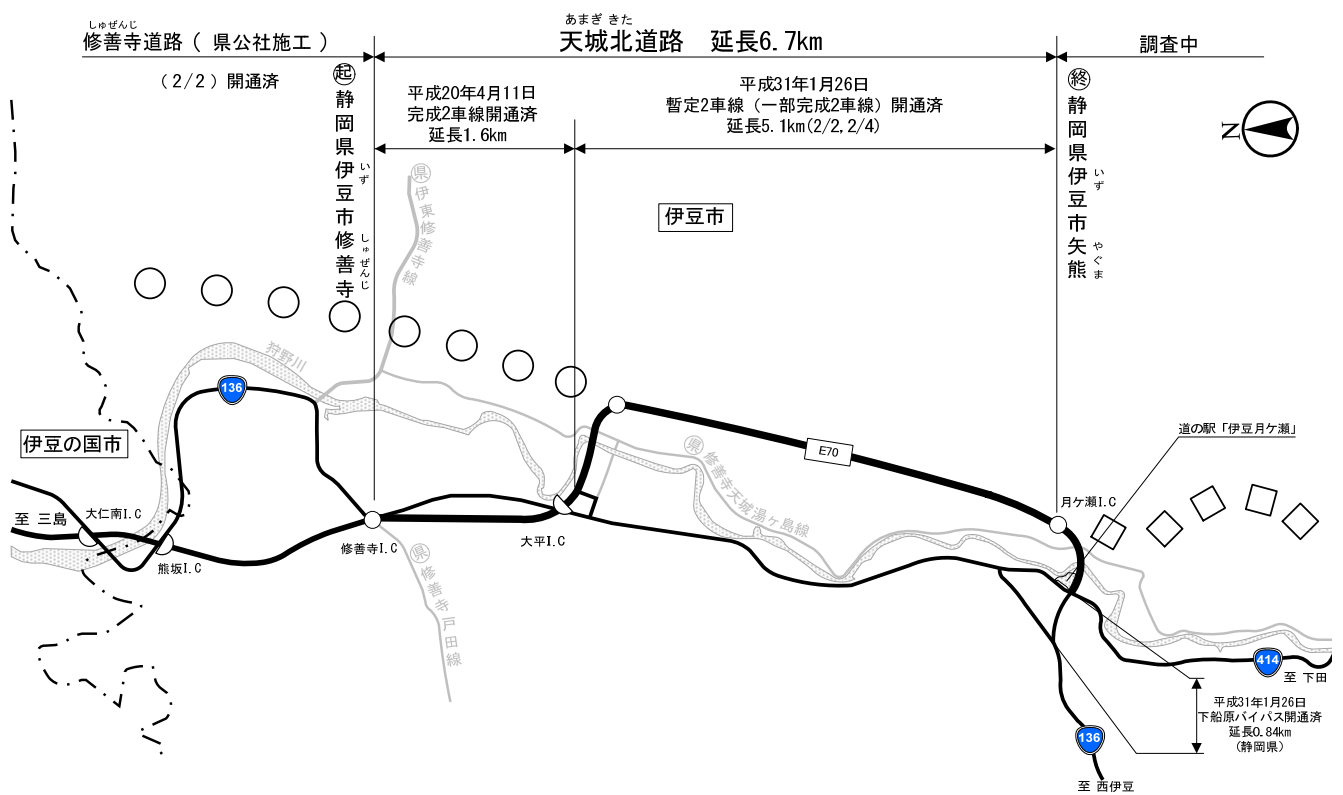 しゅぜんじ
修善寺道路（ 県公社施工 ）
（2/2）開通済
あまぎ きた
天城北道路　延長6.7km
調査中
平成20年4月11日
完成2車線開通済
延長1.6km
平成31年1月26日
暫定2車線（一部完成2車線）開通済
延長5.1km(2/2,2/4)
起
静岡県伊豆市修善寺
いず
しゅぜんじ
終
静岡県伊豆市矢熊
いず
やぐま
N
県
伊東修善寺線
伊豆市
狩野川
136
伊豆の国市
至 三島
大仁南I.C
熊坂I.C
修善寺I.C
大平I.C
県
修善寺戸田線
県
修善寺天城湯ヶ島線
E70
月ケ瀬I.C
道の駅「伊豆月ケ瀬」
414
至 下田
平成31年1月26日
下船原バイパス開通済
延長0.84km
(静岡県)
136
至 西伊豆